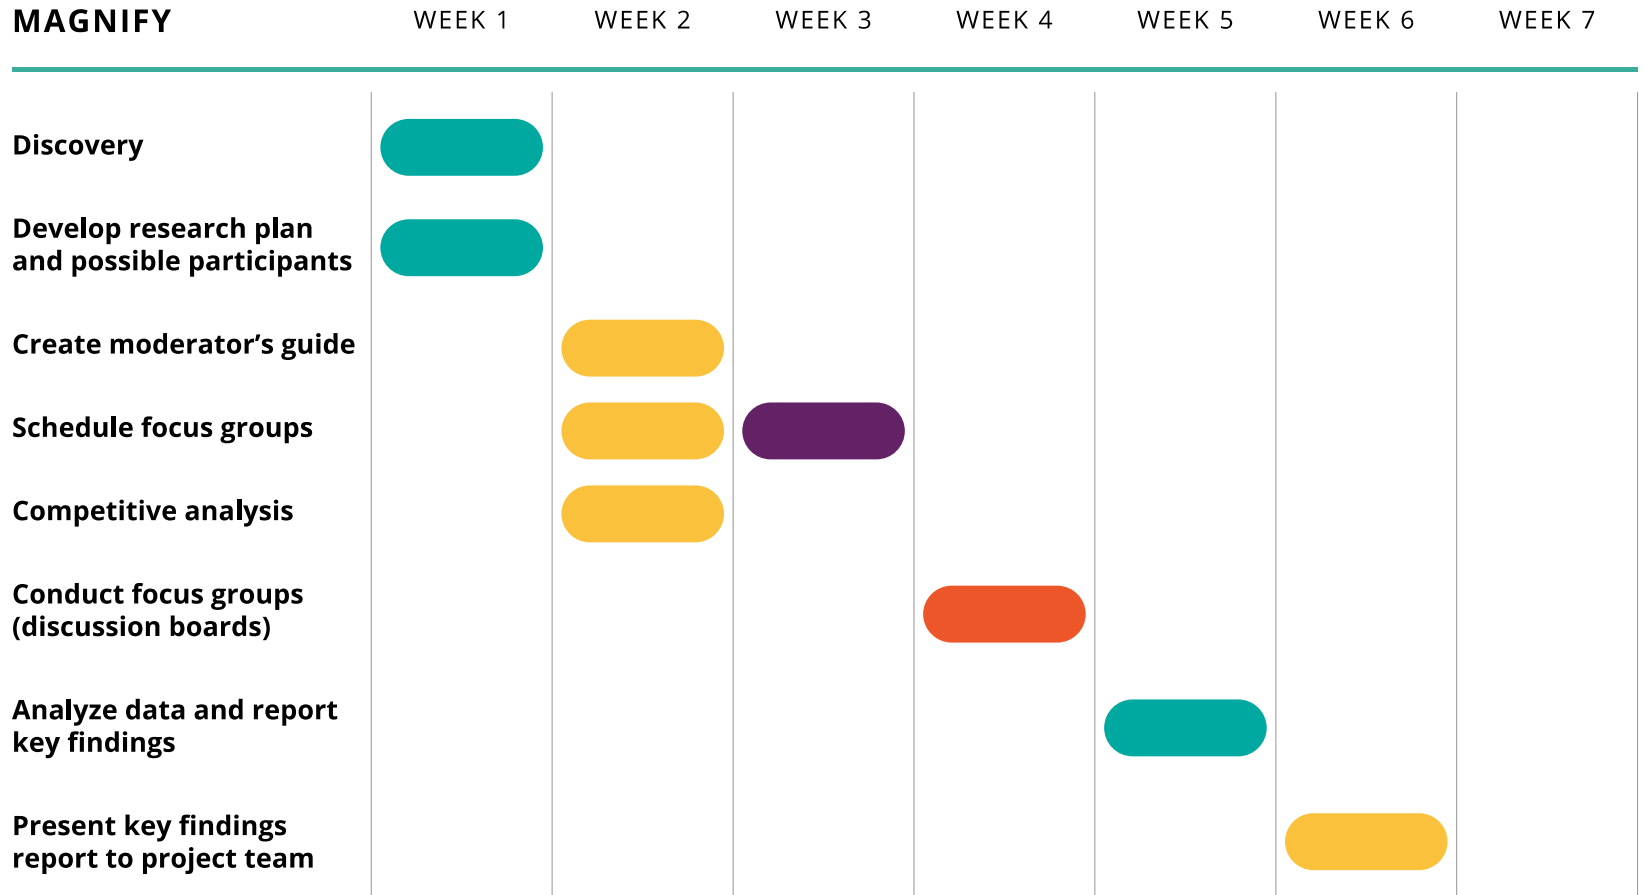 MAGNIFY WEEK 1 WEEK 2 WEEK 3 WEEK 4 WEEK 5 WEEK 6 WEEK 7
Discovery
Develop research plan
and possible participants
Create moderator’s guide
Schedule focus groups
Competitive analysis
Conduct focus groups
(discussion boards)
Analyze data and report
key findings
Present key findings
report to project team